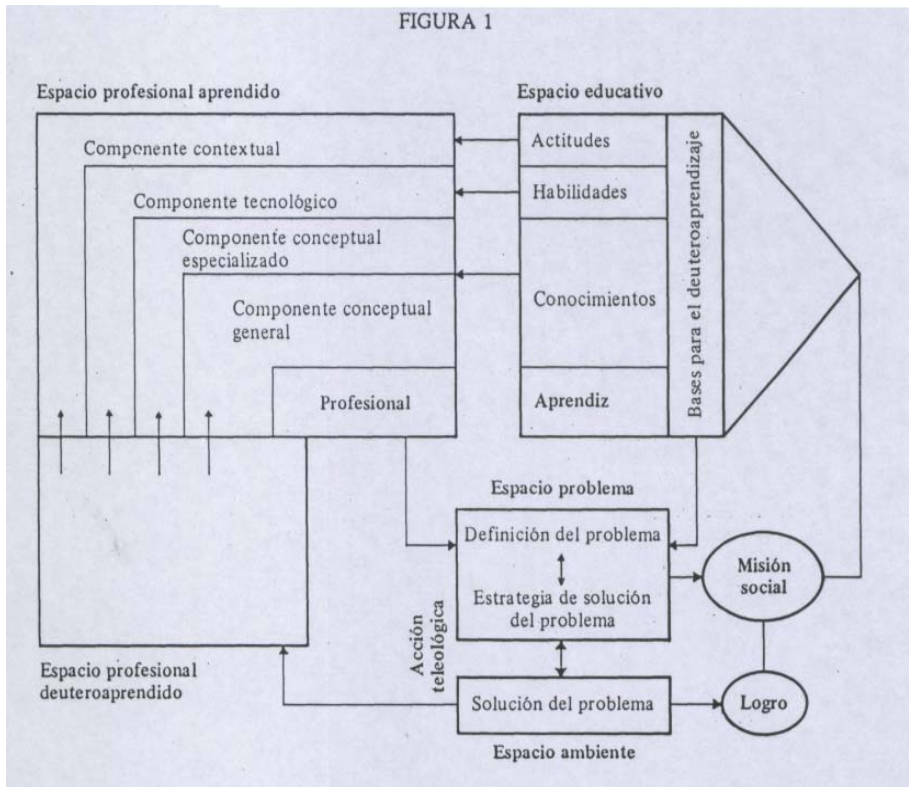 FIGURA 1
Espacio profesional aprendido
Componente contextual
Componente tecnológico
Componente conceptual
especializado
Componente conceptual
general
Profesional
Espacio educativo
Actitudes
Habilidades
Conocimientos
Aprendiz
Bases para el deuteroaprendizaje
Espacio problema
Definición del problema
Estrategia de solución
del problema
Misión
social
Acción
teleológica
Espacio profesional
deuteroaprendido
Solución del problema
Logro
Espacio ambiente